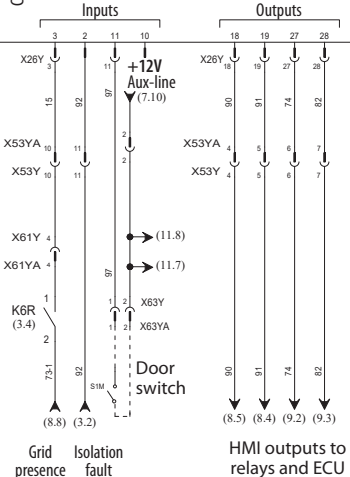 Inputs
Outputs
3 2 11 10 18 19 27 28
X26Y 3 11 X26Y 18 19 27 28
+12V
Aux-line
(7.10)
15 92 97 90 91 74 82
2
X53YA 10 11 2 X53YA 4 5 6 7
X53Y 10 11 X53Y 4 5 6 7
X61Y 4 (11.8)
X61YA 4 (11.7)
97
1 1 2 X63Y
K6R
(3.4)
1 2 X63YA
2
73-1 92 S1M Door
switch
90 91 74 82
(8.8) (3.2) (8.5) (8.4) (9.2) (9.3)
Grid
presence
Isolation
fault
HMI outputs to
relays and ECU